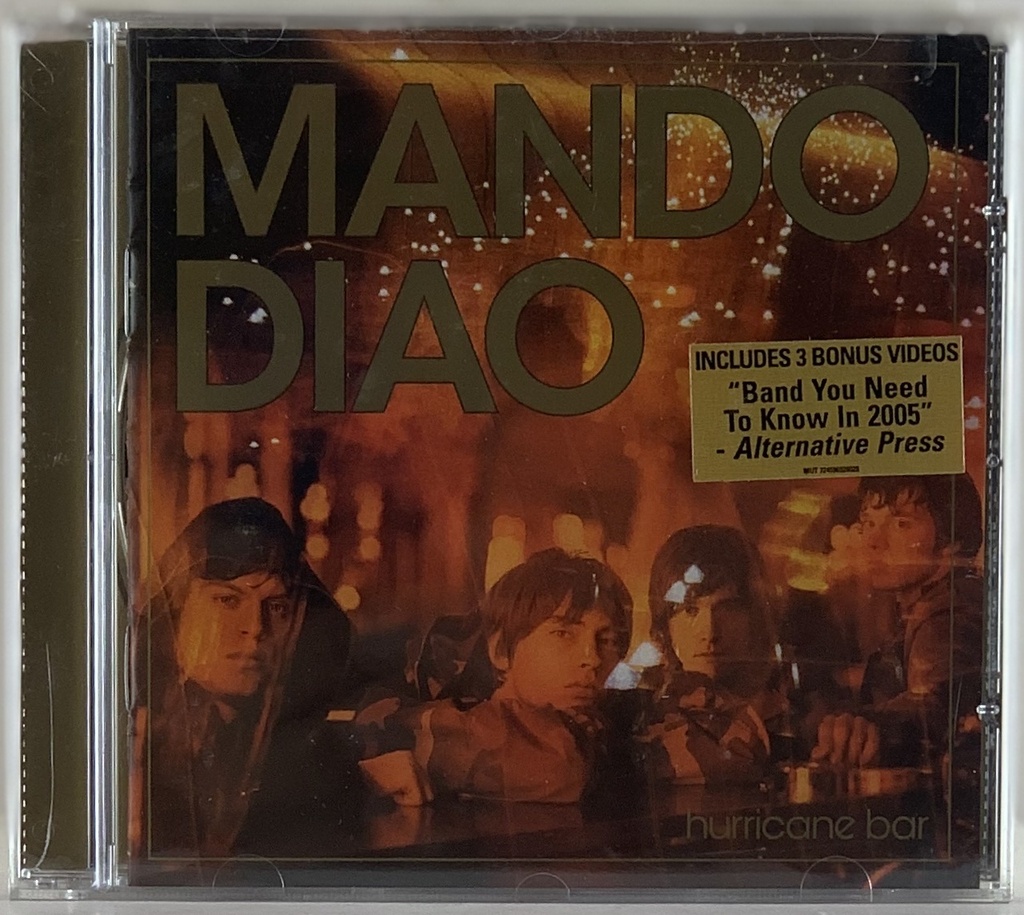 MANDO
DIAO
INCLUDES 3 BONUS VIDEOS
"Band You Need
To Know In 2005"
- Alternative Press
hurricane bar